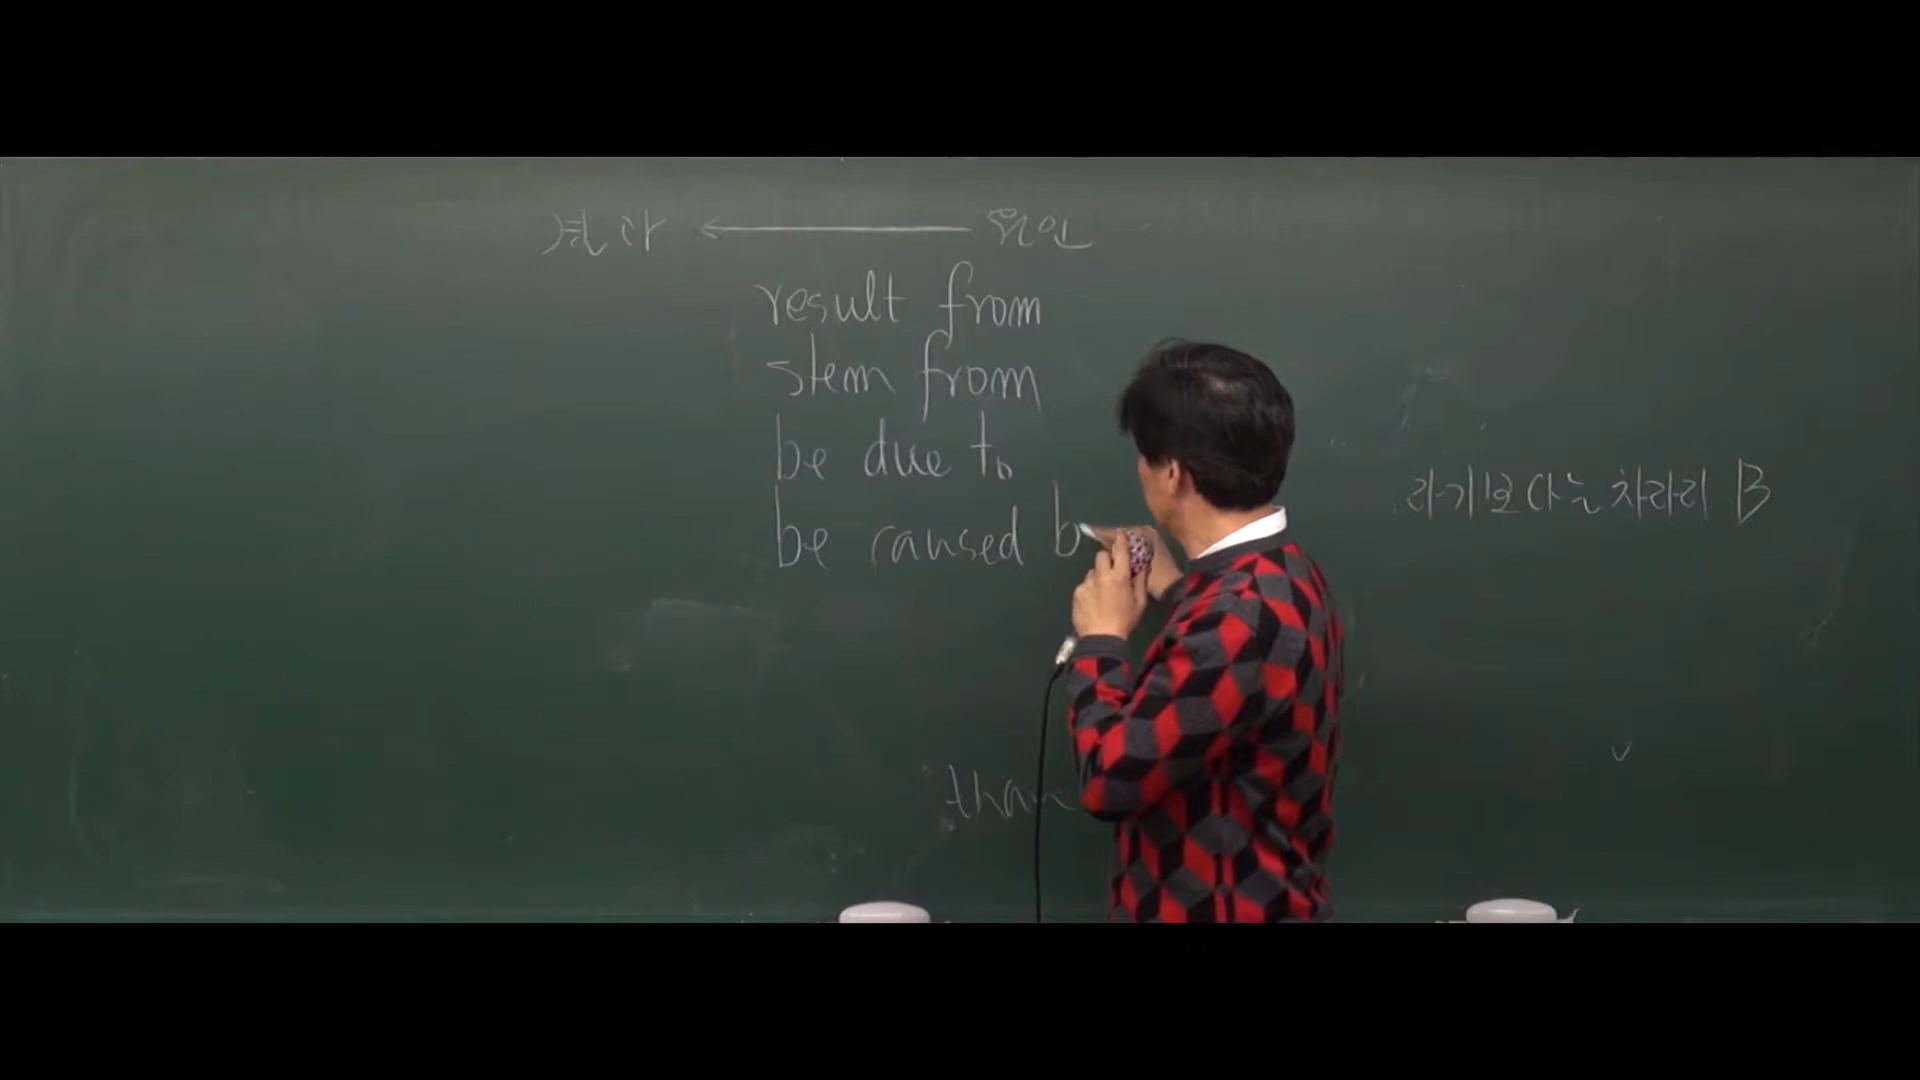 결과 ← 원인
result from
stem from
be due to
be caused b
라기보다는 차라리 B
than